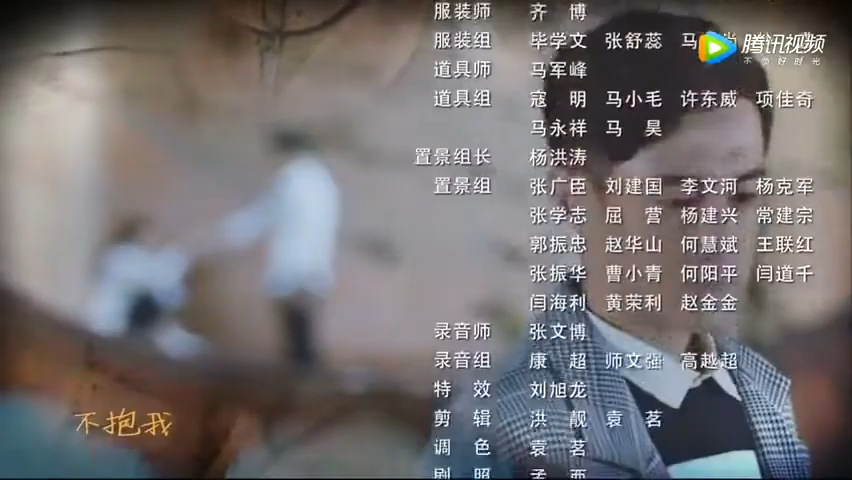 服装师 齐 博
服装组 毕学文 张舒蕊
道具师 马军峰
道具组 寇 明 马小毛 许东威 项佳奇
马永祥 马 昊
置景组长 杨洪涛
置景组 张广臣 刘建国 李文河 杨克军
张学志 屈 营 杨建兴 常建宗
郭振忠 赵华山 何慧斌 王联红
张振华 曹小青 何阳平 闫道千
闫海利 黄荣利 赵金金
录音师 张文博
录音组 康 超 师文强 高越超
特 效 刘旭龙
剪 辑 洪 靓 袁 茗
调 色 袁 茗
剧 照
腾讯视频
不负好时光
不抱我